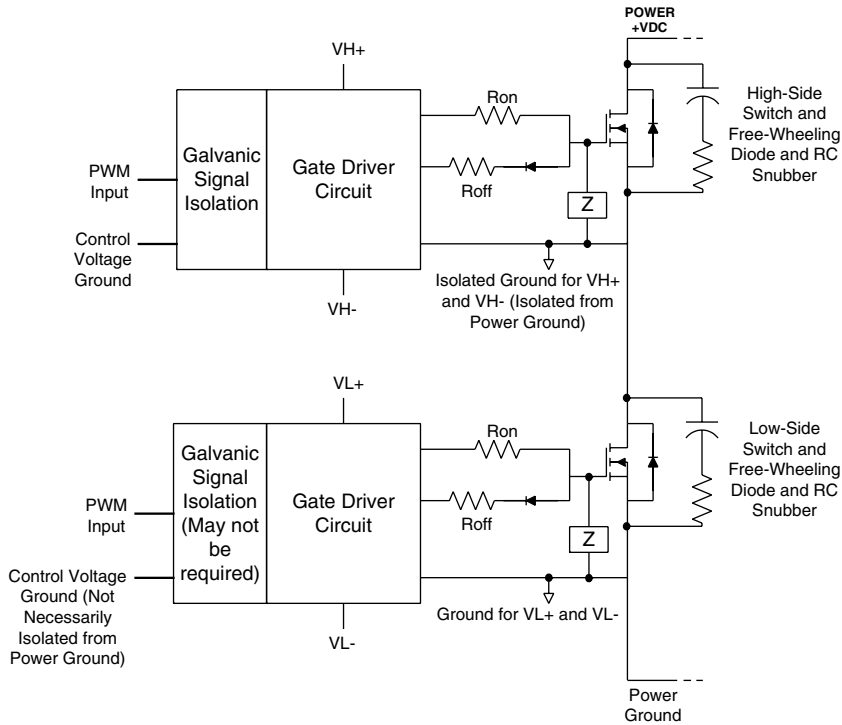 POWER
+VDC
VH+
Ron
High-Side
Switch and
Free-Wheeling
Diode and RC
Snubber
PWM
Input
Galvanic
Signal
Isolation
Gate Driver
Circuit
Roff
Z
Control
Voltage
Ground
VH-
Isolated Ground for VH+
and VH- (Isolated from
Power Ground)
VL+
Ron
Low-Side
Switch and
Free-Wheeling
Diode and RC
Snubber
Galvanic
Signal
Isolation
(May not
be
required)
Gate Driver
Circuit
PWM
Input
Roff
Z
Control Voltage
Ground (Not
Necessarily
Isolated from
Power Ground)
Ground for VL+ and VL-
VL-
Power
Ground